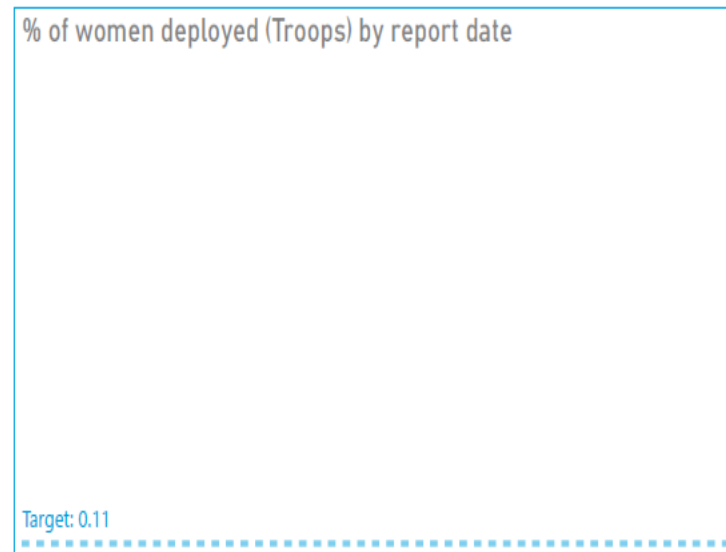 % of women deployed (Troops) by report date
Target: 0.11